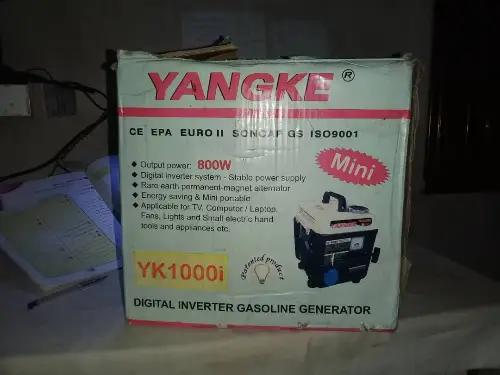 YANGKE ®
CE EPA EURO II SONCAP GS ISO9001
Mini
Output power: 800W
Digital inverter system - Stable power supply
Rare earth permanent-magnet alternator
Energy saving & Mini portable
Applicable for TV, Computer / Laptop,
Fans, Lights and Small electric hand
tools and appliances etc.
YK1000i
Patented product
DIGITAL INVERTER GASOLINE GENERATOR